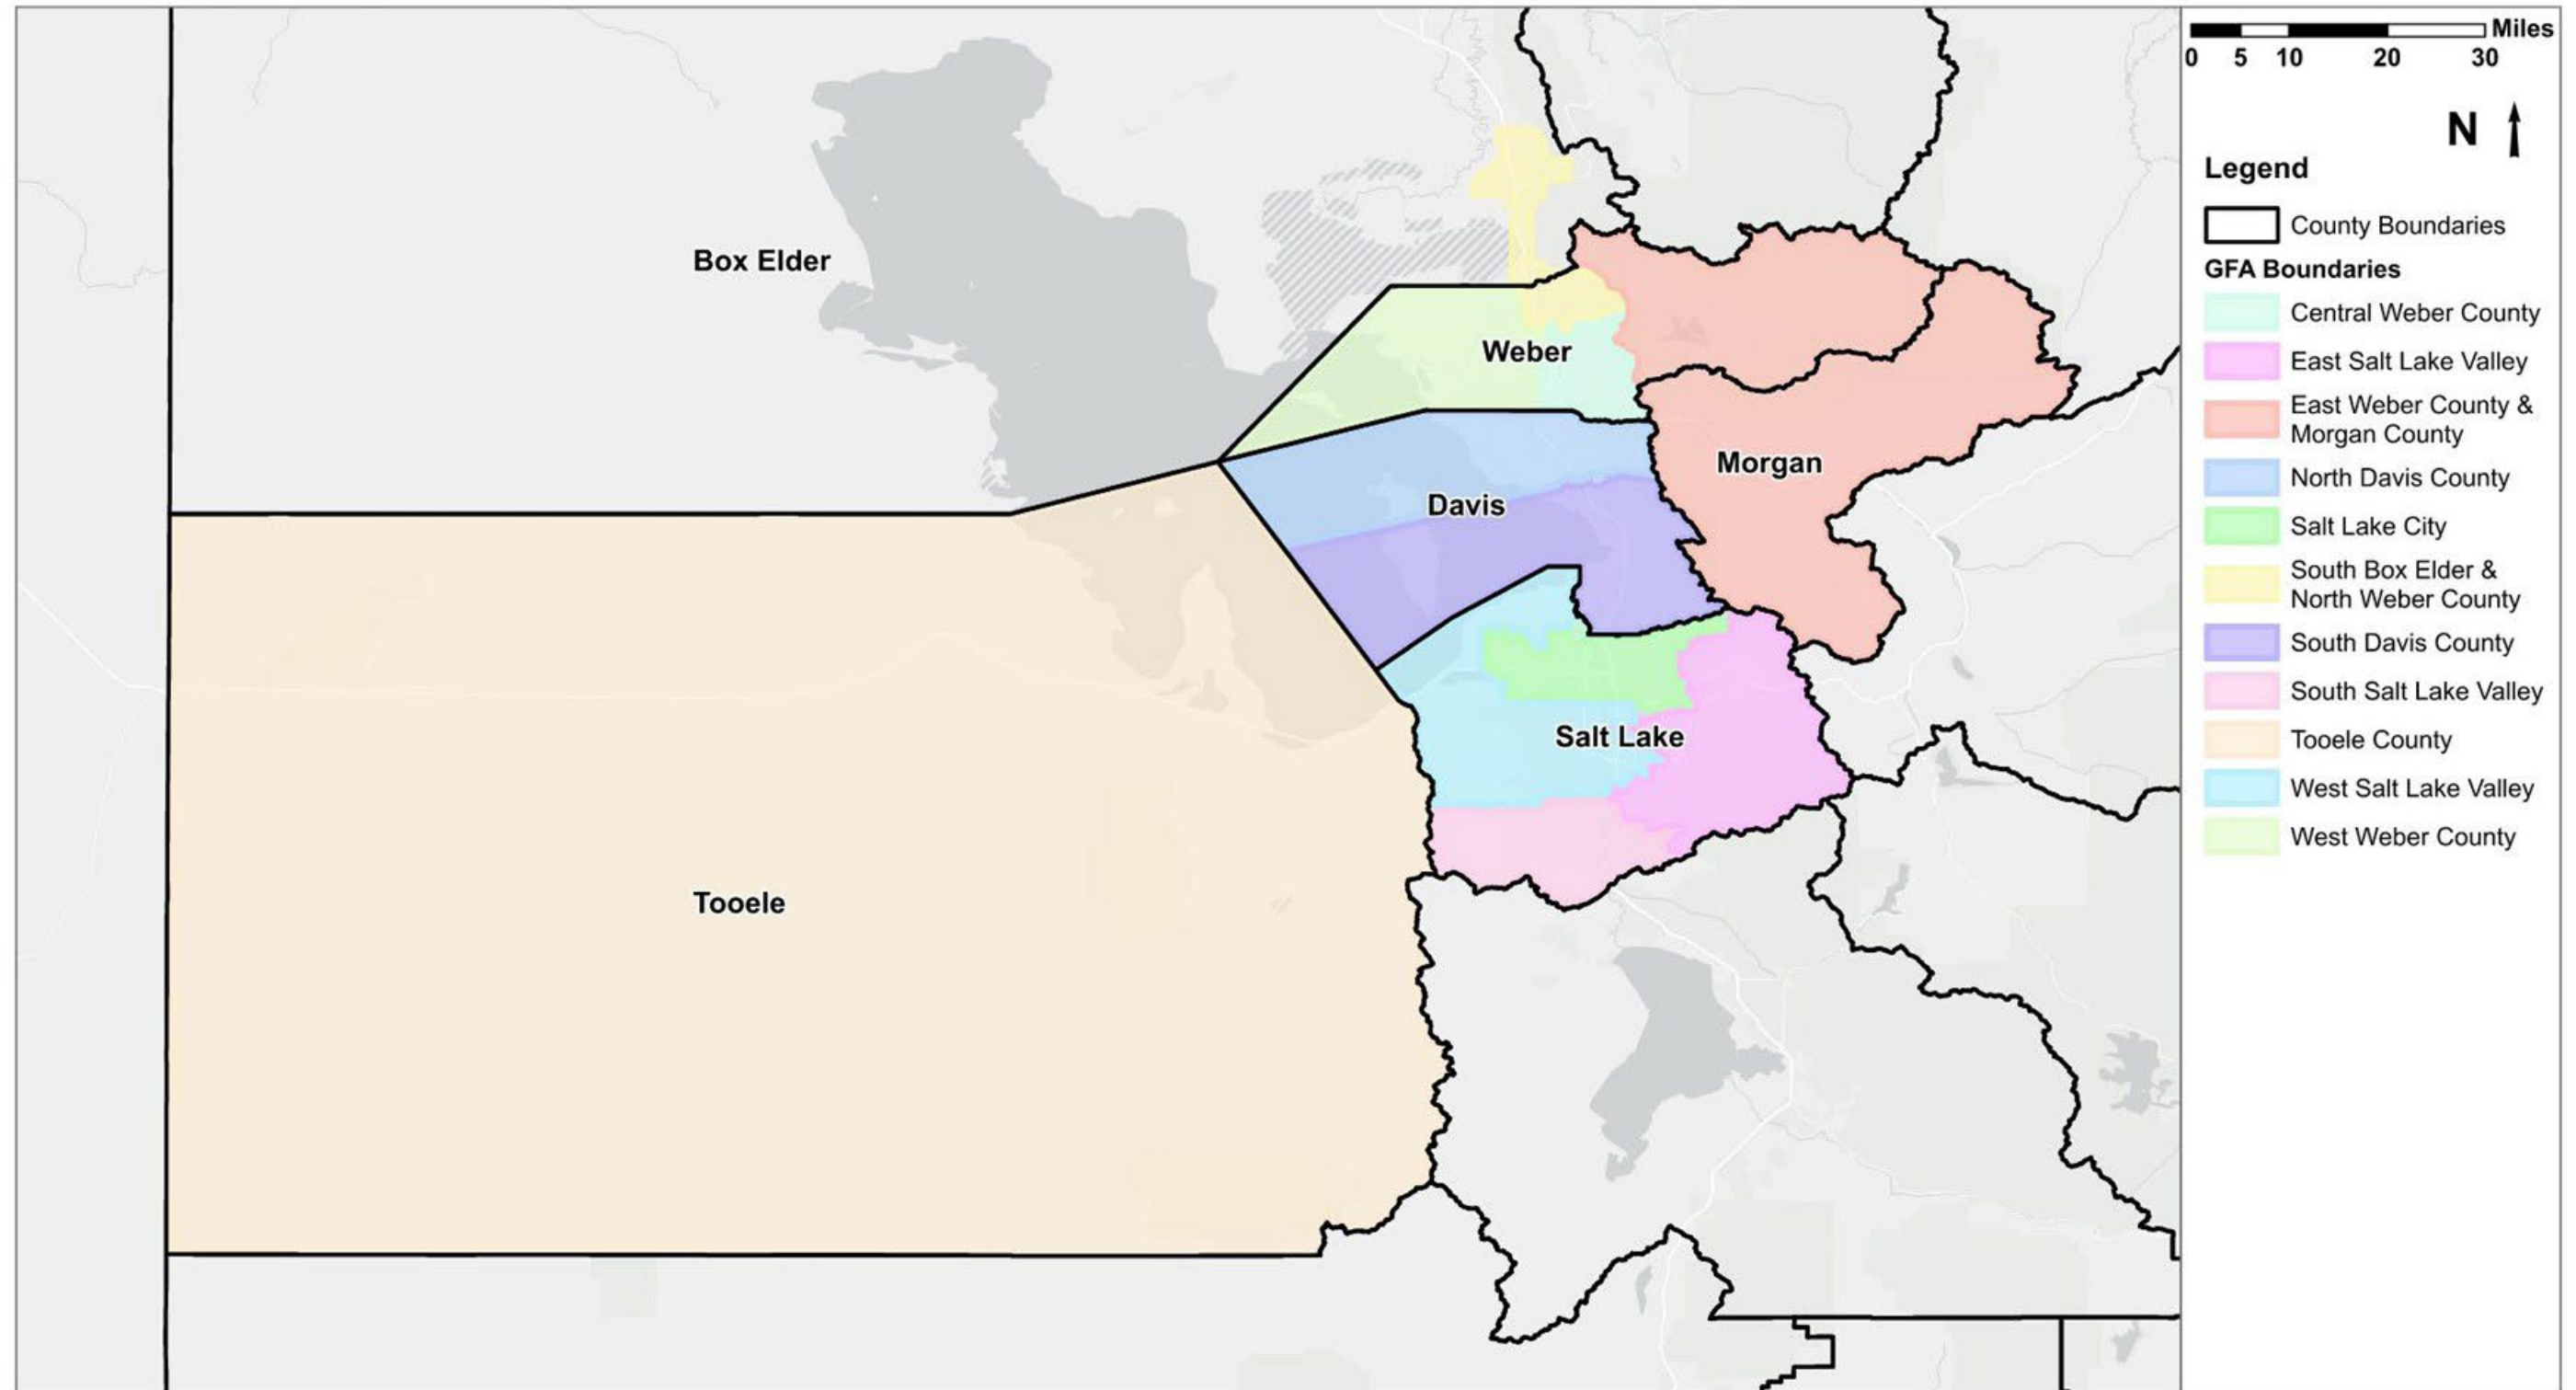 Miles
0 5 10 20 30
N
Legend
County Boundaries
GFA Boundaries
Central Weber County
East Salt Lake Valley
East Weber County &
Morgan County
North Davis County
Salt Lake City
South Box Elder &
North Weber County
South Davis County
South Salt Lake Valley
Tooele County
West Salt Lake Valley
West Weber County
Box Elder
Weber
Morgan
Davis
Salt Lake
Tooele